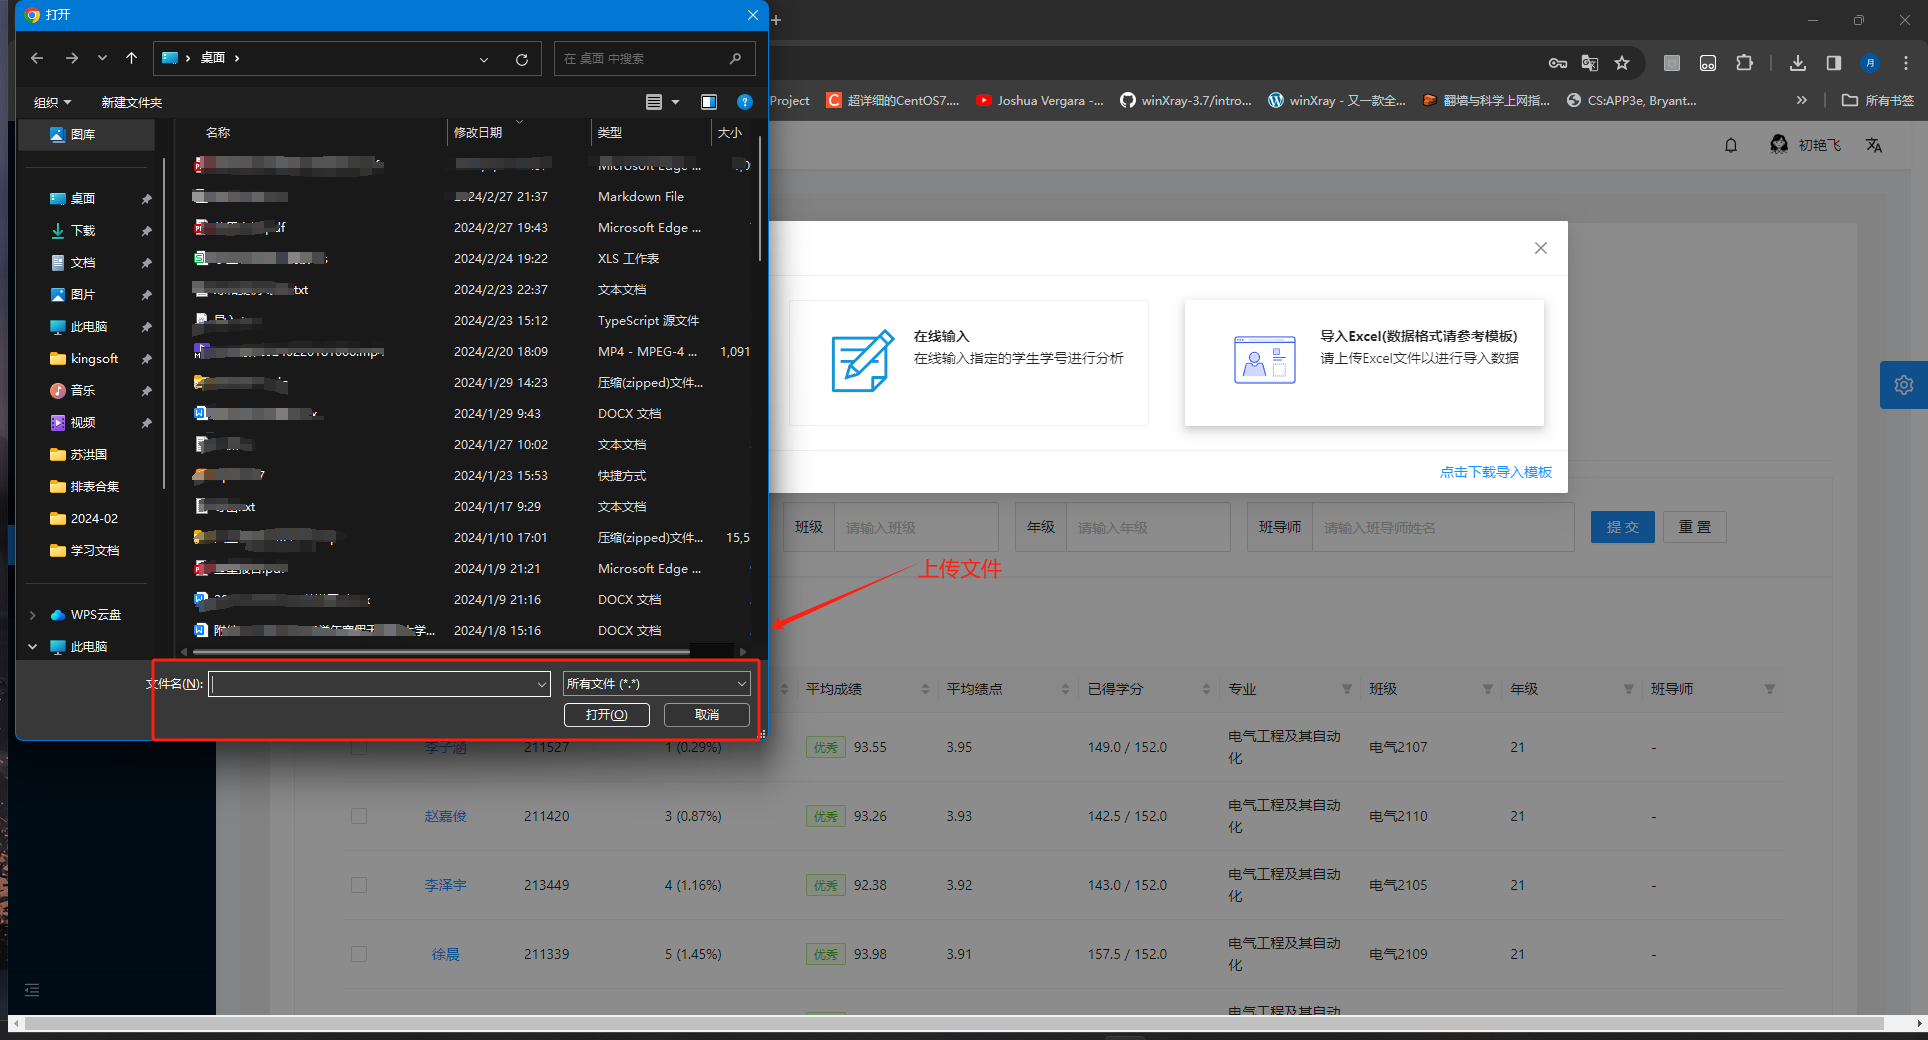 打开
桌面
在 桌面 中搜索
组织
新建文件夹
Project
超详细的CentOS7....
Joshua Vergara -...
winXray-3.7/intro...
winXray - 又一款全...
翻墙与科学上网指...
CS:APP3e, Bryant...
所有书签
月
初艳飞
图库
桌面
下载
文档
图片
此电脑
kingsoft
音乐
视频
苏洪国
排表合集
2024-02
学习文档
WPS云盘
此电脑
名称 修改日期 类型 大小
Microsoft Edge ...
2024/2/27 21:37 Markdown File
.pdf 2024/2/27 19:43 Microsoft Edge ...
2024/2/24 19:22 XLS 工作表
.txt 2024/2/23 22:37 文本文档
2024/2/23 15:12 TypeScript 源文件
2024/2/20 18:09 MP4 - MPEG-4 ... 1,091
2024/1/29 14:23 压缩(zipped)文件...
2024/1/29 9:43 DOCX 文档
2024/1/27 10:02 文本文档
2024/1/23 15:53 快捷方式
.txt 2024/1/17 9:29 文本文档
2024/1/10 17:01 压缩(zipped)文件... 15,5
2024/1/9 21:21 Microsoft Edge ...
2024/1/9 21:16 DOCX 文档
2024/1/8 15:16 DOCX 文档
文件名(N):
所有文件 (*.*)
打开(O)
取消
在线输入
在线输入指定的学生学号进行分析
导入Excel(数据格式请参考模板)
请上传Excel文件以进行导入数据
点击下载导入模板
班级 请输入班级 年级 请输入年级 班导师 请输入班导师姓名 提 交 重 置
上传文件
平均成绩 平均绩点 已得学分 专业 班级 年级 班导师
李子涵 211527 1 (0.29%) 优秀 93.55 3.95 149.0 / 152.0 电气工程及其自动化 电气2107 21 -
赵嘉俊 211420 3 (0.87%) 优秀 93.26 3.93 142.5 / 152.0 电气工程及其自动化 电气2110 21 -
李泽宇 213449 4 (1.16%) 优秀 92.38 3.92 143.0 / 152.0 电气工程及其自动化 电气2105 21 -
徐晨 211339 5 (1.45%) 优秀 93.98 3.91 157.5 / 152.0 电气工程及其自动化 电气2109 21 -
电气工程及其自动